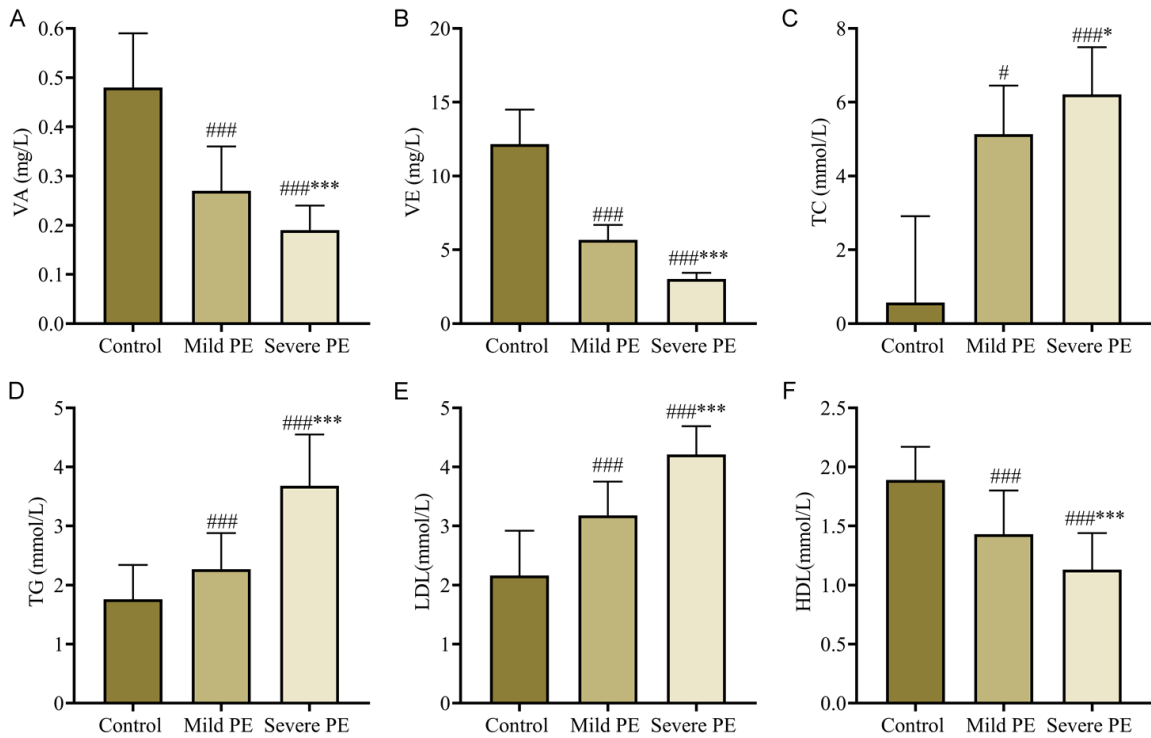 A
VA (mg/L)
0.6
0.5
0.4
0.3
0.2
0.1
0.0
###
###***
Control Mild PE Severe PE
B
VE (mg/L)
20
15
10
5
0
###
###***
Control Mild PE Severe PE
C
TC (mmol/L)
8
6
4
2
0
#
###*
Control Mild PE Severe PE
D
TG (mmol/L)
5
4
3
2
1
0
###
###***
Control Mild PE Severe PE
E
LDL(mmol/L)
5
4
3
2
1
0
###
###***
Control Mild PE Severe PE
F
HDL(mmol/L)
2.5
2.0
1.5
1.0
0.5
0.0
###
###***
Control Mild PE Severe PE